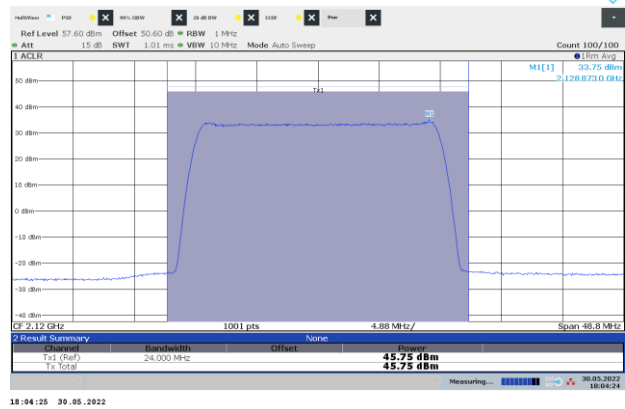 MultiView PSD X 99% OBW X 26 dB BW X CCDF X Pwr X
Ref Level 57.60 dBm Offset 50.60 dB RBW 1 MHz
Att 15 dB SWT 1.01 ms VBW 10 MHz Mode Auto Sweep Count 100/100
1 ACLR 1Rm Avg
M1[1] 33.75 dBm
2.128 873 0 GHz
50 dBm
Tx1
40 dBm
M1
30 dBm
20 dBm
10 dBm
0 dBm
-10 dBm
-20 dBm
-30 dBm
-40 dBm
CF 2.12 GHz 1001 pts 4.88 MHz/ Span 48.8 MHz
2 Result Summary None
Channel Bandwidth Offset Power
Tx1 (Ref) 24.000 MHz 45.75 dBm
Tx Total 45.75 dBm
Measuring... 30.05.2022
18:04:24
18:04:25 30.05.2022